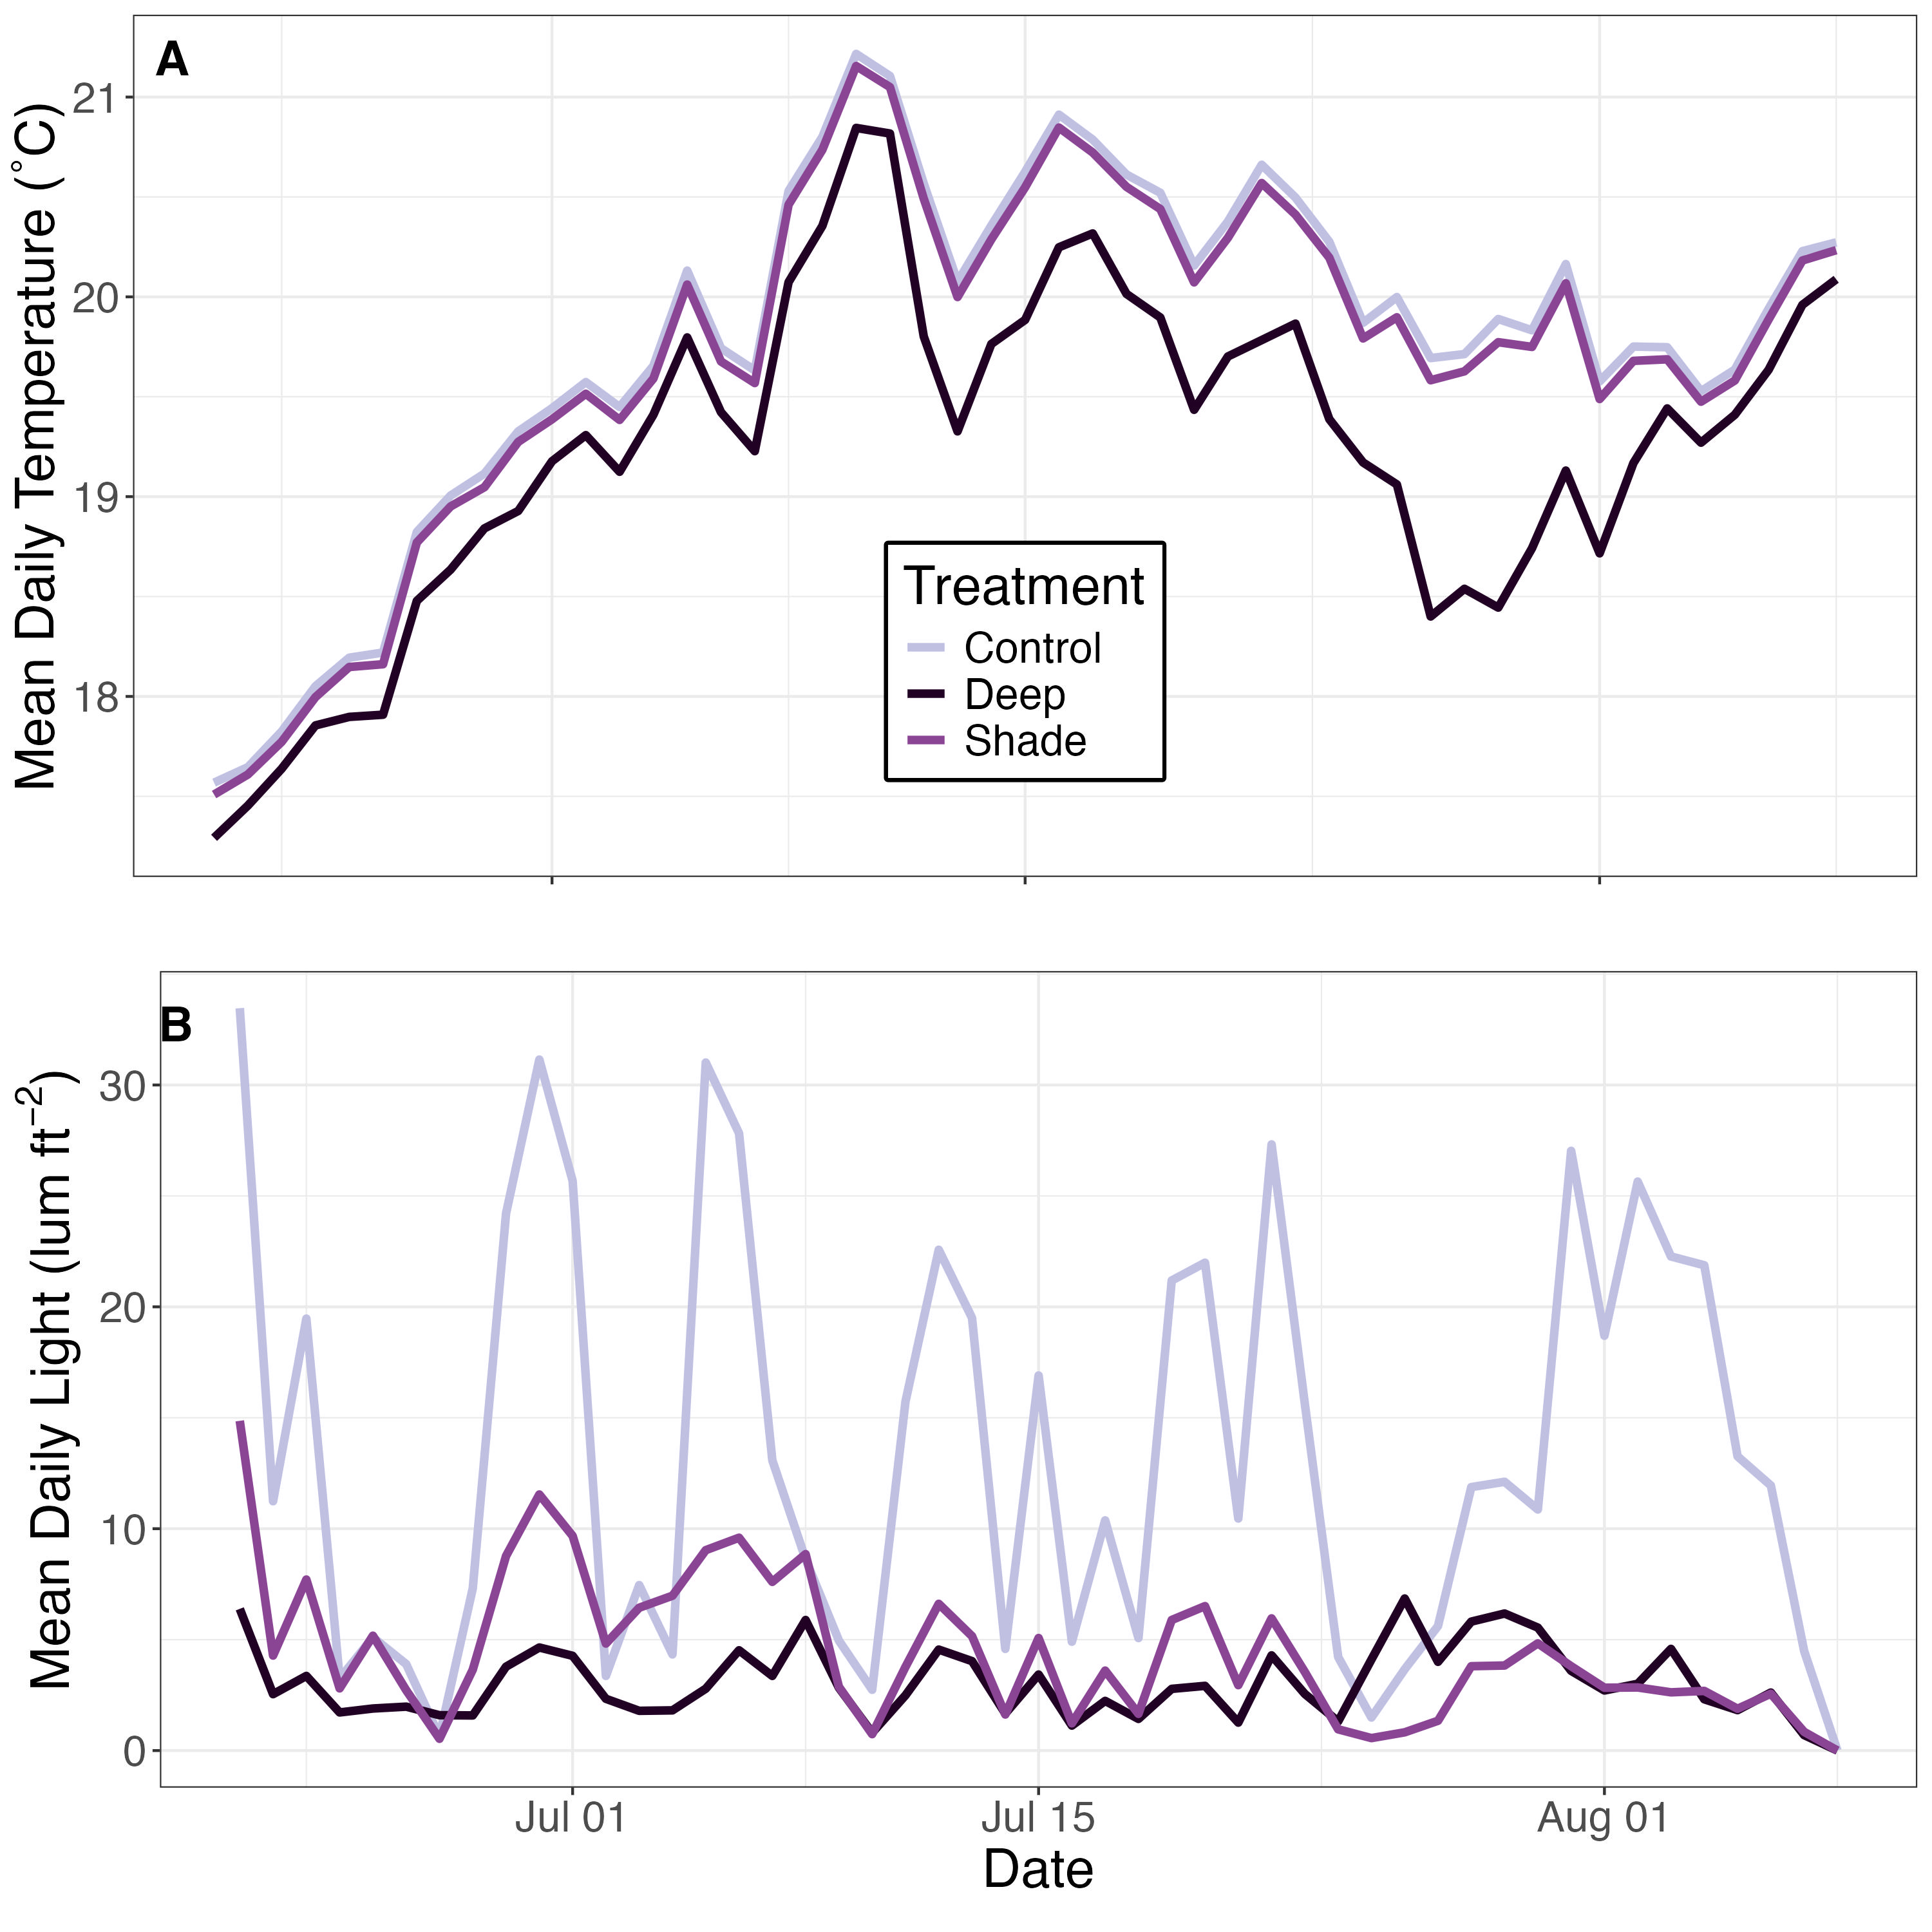 A
Mean Daily Temperature (°C)
21
20
19
18
Treatment
Control
Deep
Shade
B
Mean Daily Light (lum ft⁻²)
30
20
10
0
Jul 01 Jul 15 Aug 01
Date